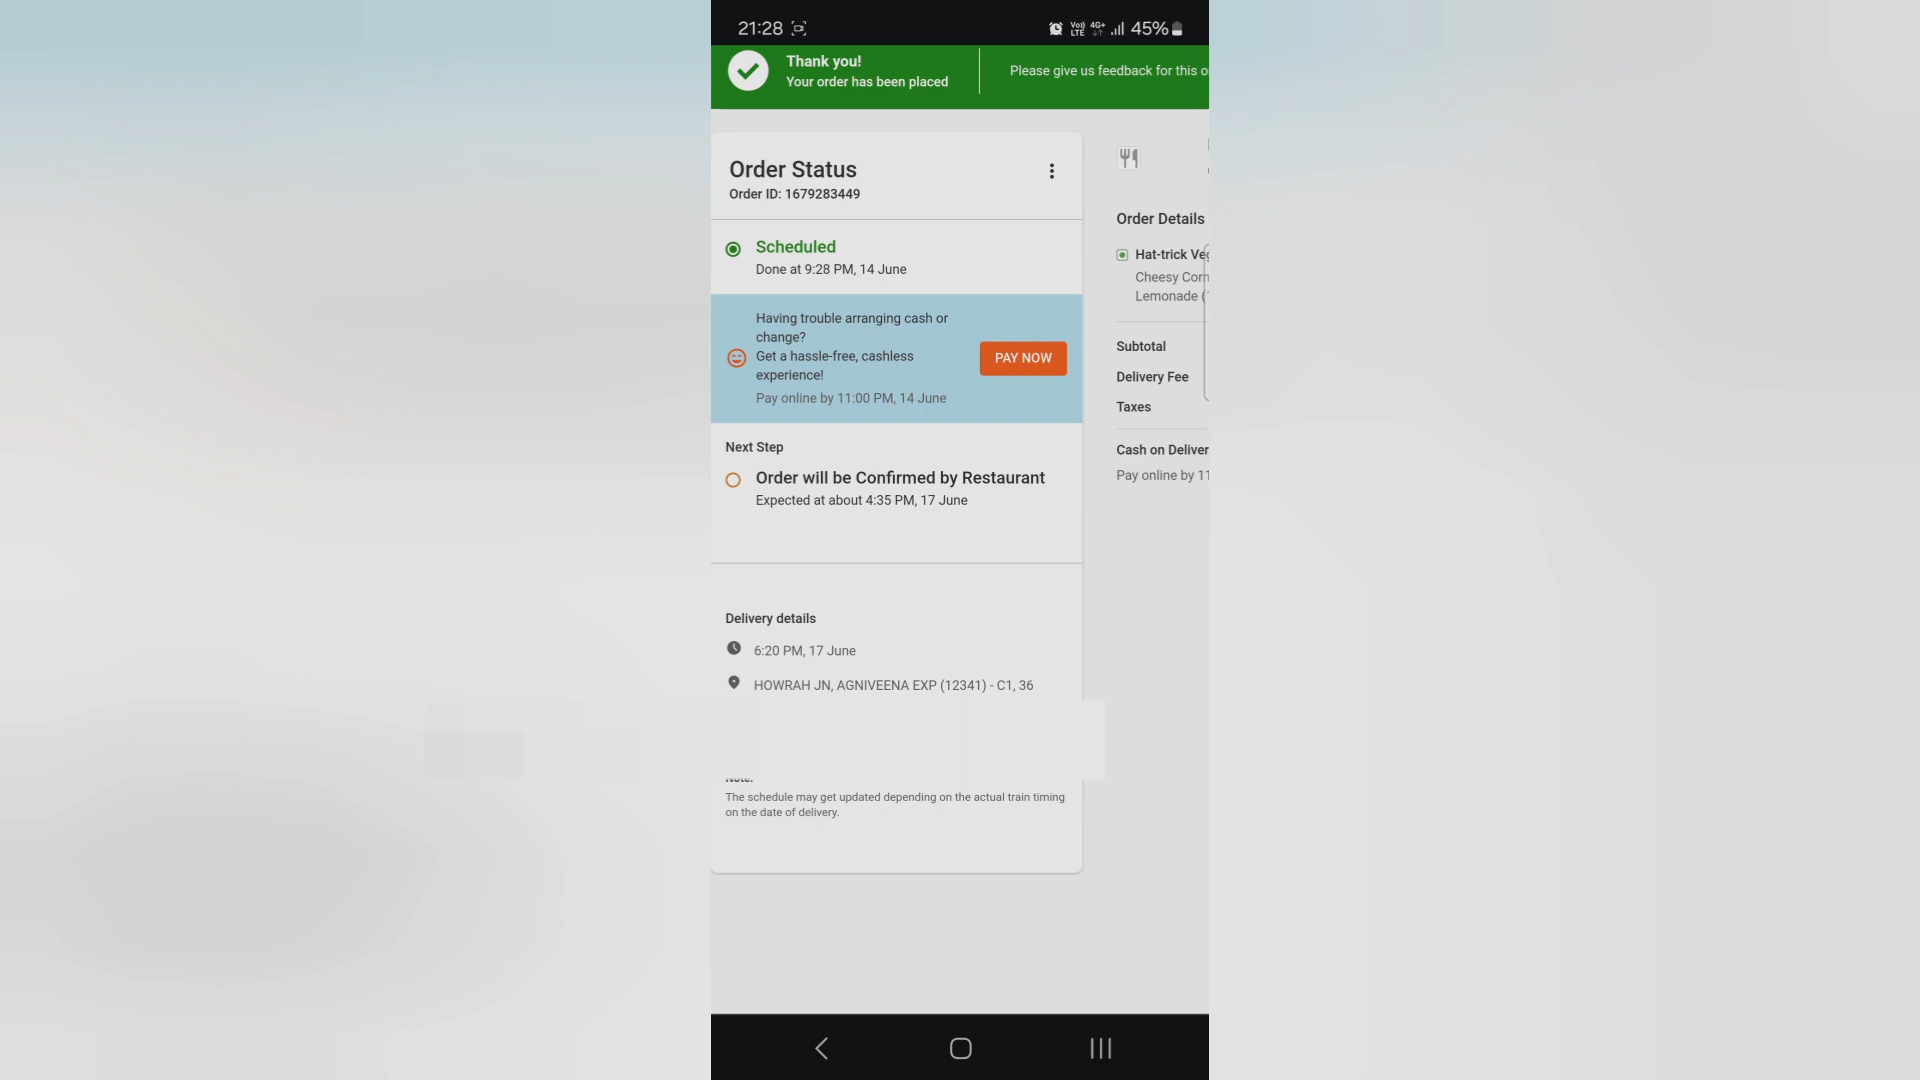 21:28
Vo)) LTE 4G+ 45%
Thank you!
Your order has been placed
Please give us feedback for this
Order Status
Order ID: 1679283449
Scheduled
Done at 9:28 PM, 14 June
Having trouble arranging cash or
change?
Get a hassle-free, cashless
experience!
Pay online by 11:00 PM, 14 June
PAY NOW
Next Step
Order will be Confirmed by Restaurant
Expected at about 4:35 PM, 17 June
Delivery details
6:20 PM, 17 June
HOWRAH JN, AGNIVEENA EXP (12341) - C1, 36
The schedule may get updated depending on the actual train timing
on the date of delivery.
Order Details
Hat-trick
Cheesy
Lemonade
Subtotal
Delivery Fee
Taxes
Cash on
Pay online by